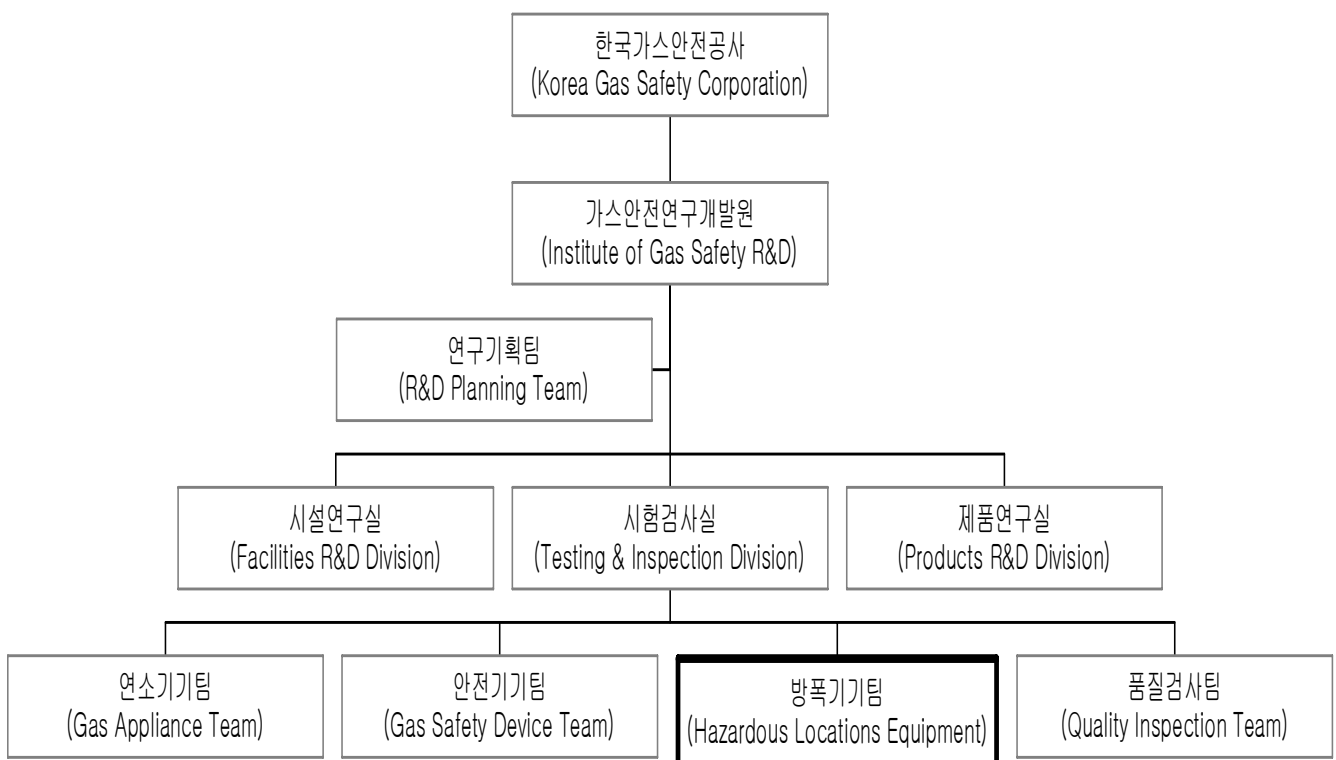 한국가스안전공사
(Korea Gas Safety Corporation)
가스안전연구개발원
(Institute of Gas Safety R&D)
연구기획팀
(R&D Planning Team)
시설연구실
(Facilities R&D Division)
시험검사실
(Testing & Inspection Division)
제품연구실
(Products R&D Division)
연소기기팀
(Gas Appliance Team)
안전기기팀
(Gas Safety Device Team)
방폭기기팀
(Hazardous Locations Equipment)
품질검사팀
(Quality Inspection Team)